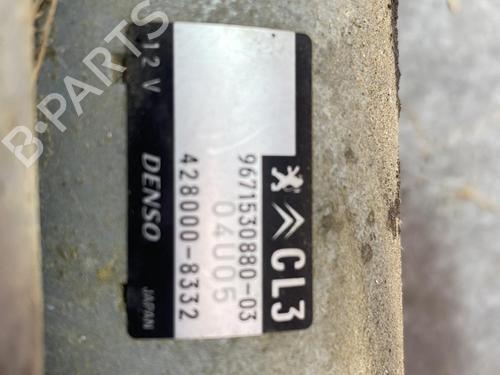 CL3
9671530880-03
04U05
428000-8332
12 V
DENSO
JAPAN
B-PARTS